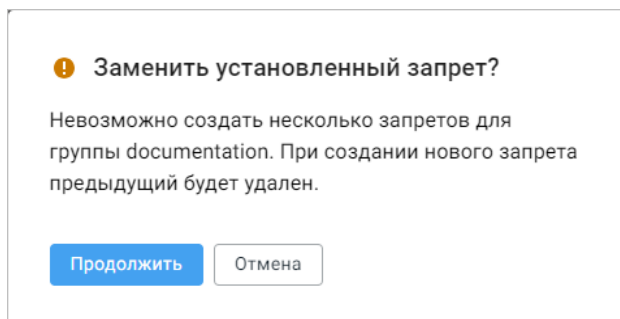 Заменить установленный запрет?
Невозможно создать несколько запретов для
группы documentation. При создании нового запрета
предыдущий будет удален.
Продолжить Отмена